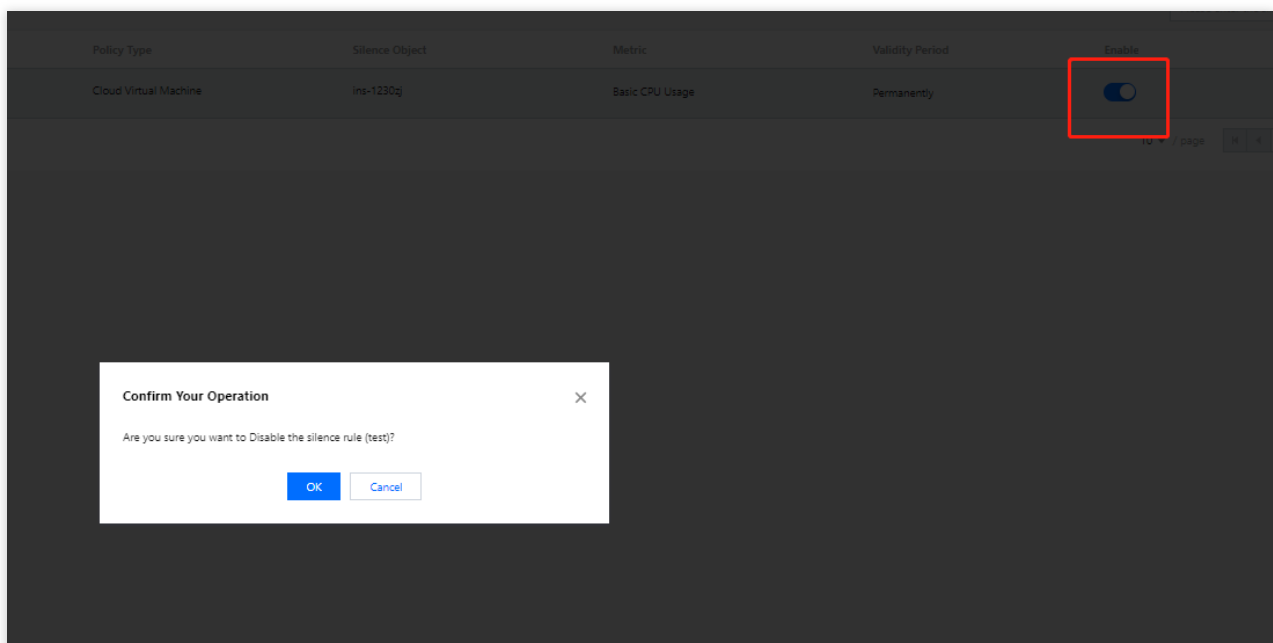 Policy Type Silence Object Metric Validity Period Enable
Cloud Virtual Machine ins-1230zj Basic CPU Usage Permanently
10 / page
Confirm Your Operation
Are you sure you want to Disable the silence rule (test)?
OK Cancel